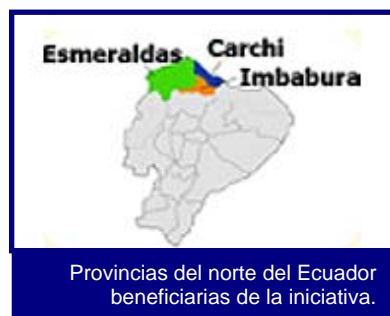 Esmeraldas
Carchi
Imbabura
Provincias del norte del Ecuador
beneficiarias de la iniciativa.